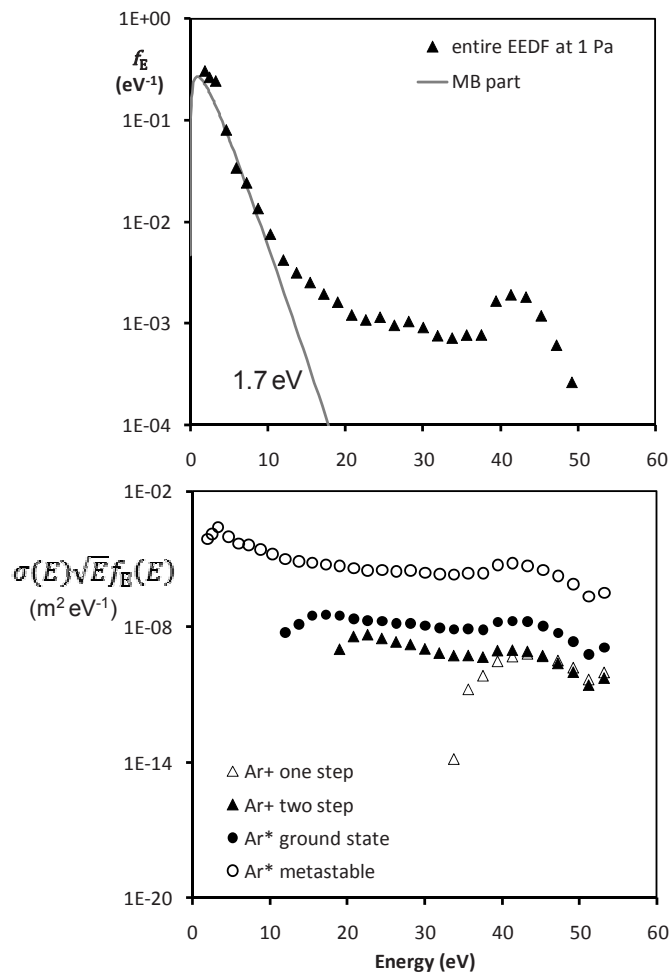 1E+00
f_E
(eV⁻¹)
1E-01
1E-02
1E-03
1E-04
entire EEDF at 1 Pa
MB part
1.7 eV
0 10 20 30 40 50 60
1E-02
σ(E)√E f_E(E)
(m² eV⁻¹)
1E-08
1E-14
1E-20
Ar+ one step
Ar+ two step
Ar* ground state
Ar* metastable
0 10 20 30 40 50 60
Energy (eV)